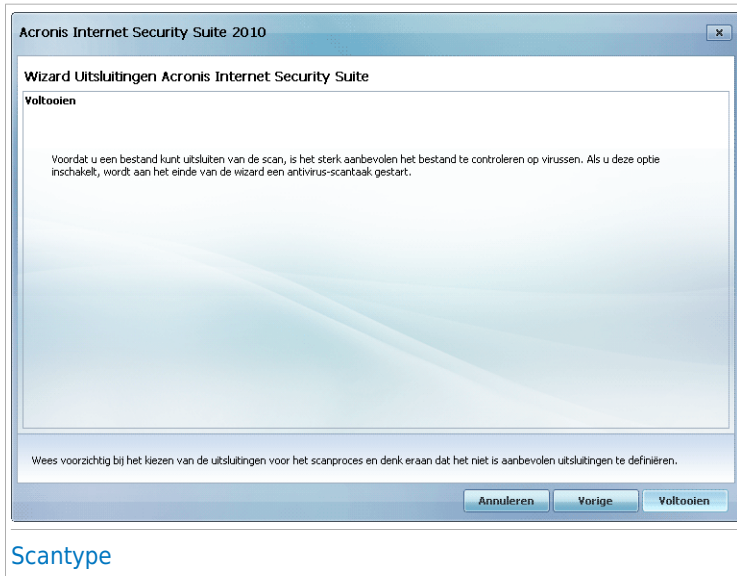 Acronis Internet Security Suite 2010
Wizard Uitsluitingen Acronis Internet Security Suite
Voltooien
Voordat u een bestand kunt uitsluiten van de scan, is het sterk aanbevolen het bestand te controleren op virussen. Als u deze optie
inschakelt, wordt aan het einde van de wizard een antivirus-scantaak gestart.
Wees voorzichtig bij het kiezen van de uitsluitingen voor het scanproces en denk eraan dat het niet is aanbevolen uitsluitingen te definiëren.
Annuleren Vorige Voltooien
Scantype